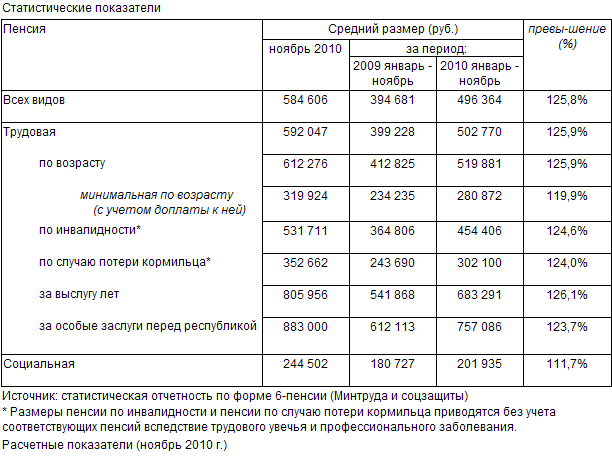 Статистические показатели
Пенсия Средний размер (руб.) превы-шение (%)
ноябрь 2010 за период:
2009 январь - ноябрь 2010 январь - ноябрь
Всех видов 584 606 394 681 496 364 125,8%
Трудовая 592 047 399 228 502 770 125,9%
по возрасту 612 276 412 825 519 881 125,9%
минимальная по возрасту (с учетом доплаты к ней) 319 924 234 235 280 872 119,9%
по инвалидности* 531 711 364 806 454 406 124,6%
по случаю потери кормильца* 352 662 243 690 302 100 124,0%
за выслугу лет 805 956 541 868 683 291 126,1%
за особые заслуги перед республикой 883 000 612 113 757 086 123,7%
Социальная 244 502 180 727 201 935 111,7%
Источник: статистическая отчетность по форме 6-пенсии (Минтруда и соцзащиты)
* Размеры пенсии по инвалидности и пенсии по случаю потери кормильца приводятся без учета
соответствующих пенсий вследствие трудового увечья и профессионального заболевания.
Расчетные показатели (ноябрь 2010 г.)